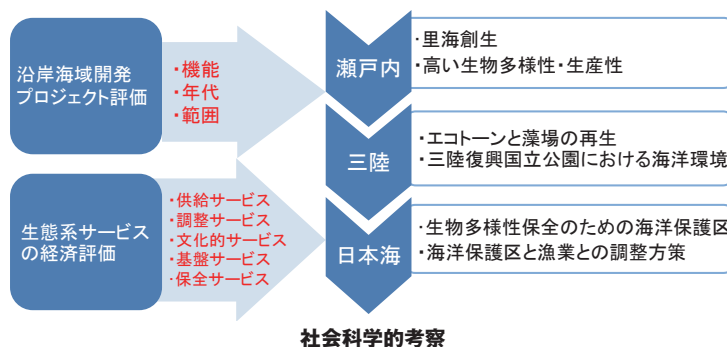 沿岸海域開発
プロジェクト評価
・機能
・年代
・範囲
瀬戸内
・里海創生
・高い生物多様性・生産性
三陸
・エコトーンと藻場の再生
・三陸復興国立公園における海洋環境
生態系サービス
の経済評価
・供給サービス
・調整サービス
・文化的サービス
・基盤サービス
・保全サービス
日本海
・生物多様性保全のための海洋保護区
・海洋保護区と漁業との調整方策
社会科学的考察